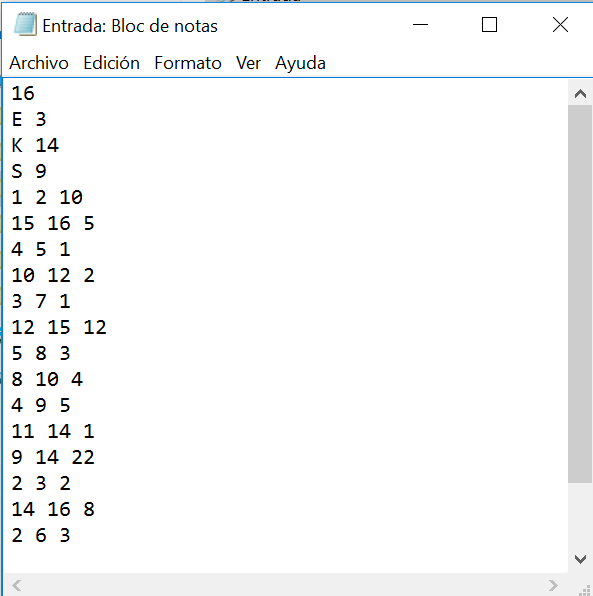 Entrada: Bloc de notas
Archivo Edición Formato Ver Ayuda
16
E 3
K 14
S 9
1 2 10
15 16 5
4 5 1
10 12 2
3 7 1
12 15 12
5 8 3
8 10 4
4 9 5
11 14 1
9 14 22
2 3 2
14 16 8
2 6 3